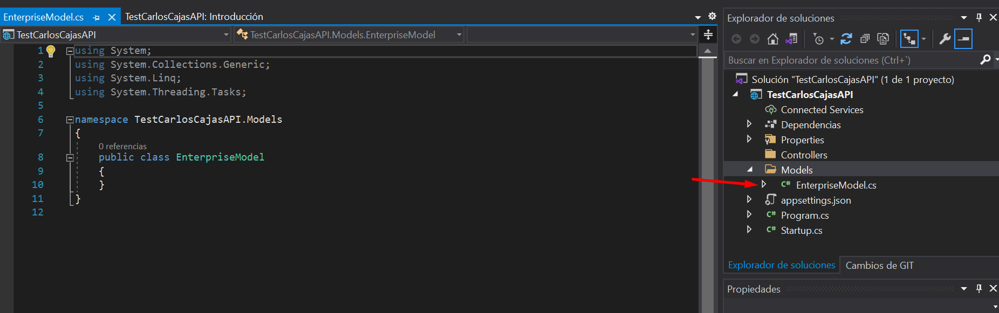 EnterpriseModel.cs
TestCarlosCajasAPI: Introducción
TestCarlosCajasAPI
TestCarlosCajasAPI.Models.EnterpriseModel
1 using System;
2 using System.Collections.Generic;
3 using System.Linq;
4 using System.Threading.Tasks;
5
6 namespace TestCarlosCajasAPI.Models
7 {
0 referencias
8 public class EnterpriseModel
9 {
10 }
11 }
12
Explorador de soluciones
Buscar en Explorador de soluciones (Ctrl+`)
Solución "TestCarlosCajasAPI" (1 de 1 proyecto)
TestCarlosCajasAPI
Connected Services
Dependencias
Properties
Controllers
Models
C# EnterpriseModel.cs
appsettings.json
C# Program.cs
C# Startup.cs
Explorador de soluciones
Cambios de GIT
Propiedades